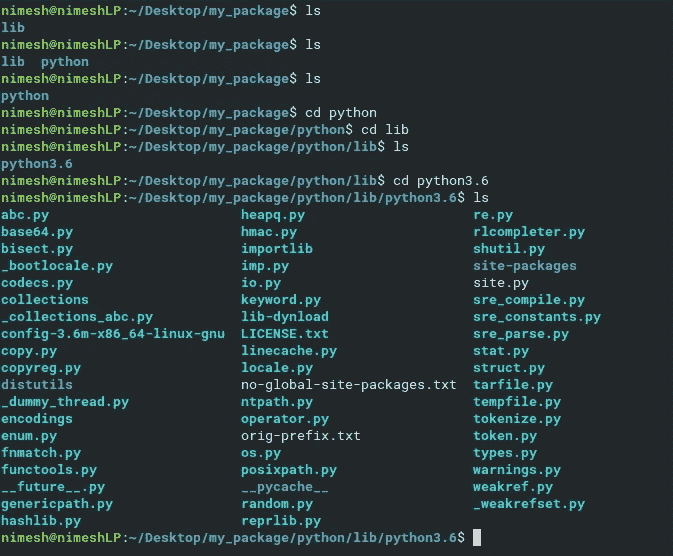 nimesh@nimeshLP:~/Desktop/my_package$ ls
lib
nimesh@nimeshLP:~/Desktop/my_package$ ls
lib  python
nimesh@nimeshLP:~/Desktop/my_package$ ls
python
nimesh@nimeshLP:~/Desktop/my_package$ cd python
nimesh@nimeshLP:~/Desktop/my_package/python$ cd lib
nimesh@nimeshLP:~/Desktop/my_package/python/lib$ ls
python3.6
nimesh@nimeshLP:~/Desktop/my_package/python/lib$ cd python3.6
nimesh@nimeshLP:~/Desktop/my_package/python/lib/python3.6$ ls
abc.py                        heapq.py                     re.py
base64.py                     hmac.py                      rlcompleter.py
bisect.py                     importlib                    shutil.py
_bootlocale.py                imp.py                       site-packages
codecs.py                     io.py                        site.py
collections                   keyword.py                   sre_compile.py
_collections_abc.py           lib-dynload                  sre_constants.py
config-3.6m-x86_64-linux-gnu  LICENSE.txt                  sre_parse.py
copy.py                       linecache.py                 stat.py
copyreg.py                    locale.py                    struct.py
distutils                     no-global-site-packages.txt  tarfile.py
_dummy_thread.py              ntpath.py                    tempfile.py
encodings                     operator.py                  tokenize.py
enum.py                       orig-prefix.txt              token.py
fnmatch.py                    os.py                        types.py
functools.py                  posixpath.py                 warnings.py
__future__.py                 __pycache__                  weakref.py
genericpath.py                random.py                    _weakrefset.py
hashlib.py                    reprlib.py
nimesh@nimeshLP:~/Desktop/my_package/python/lib/python3.6$